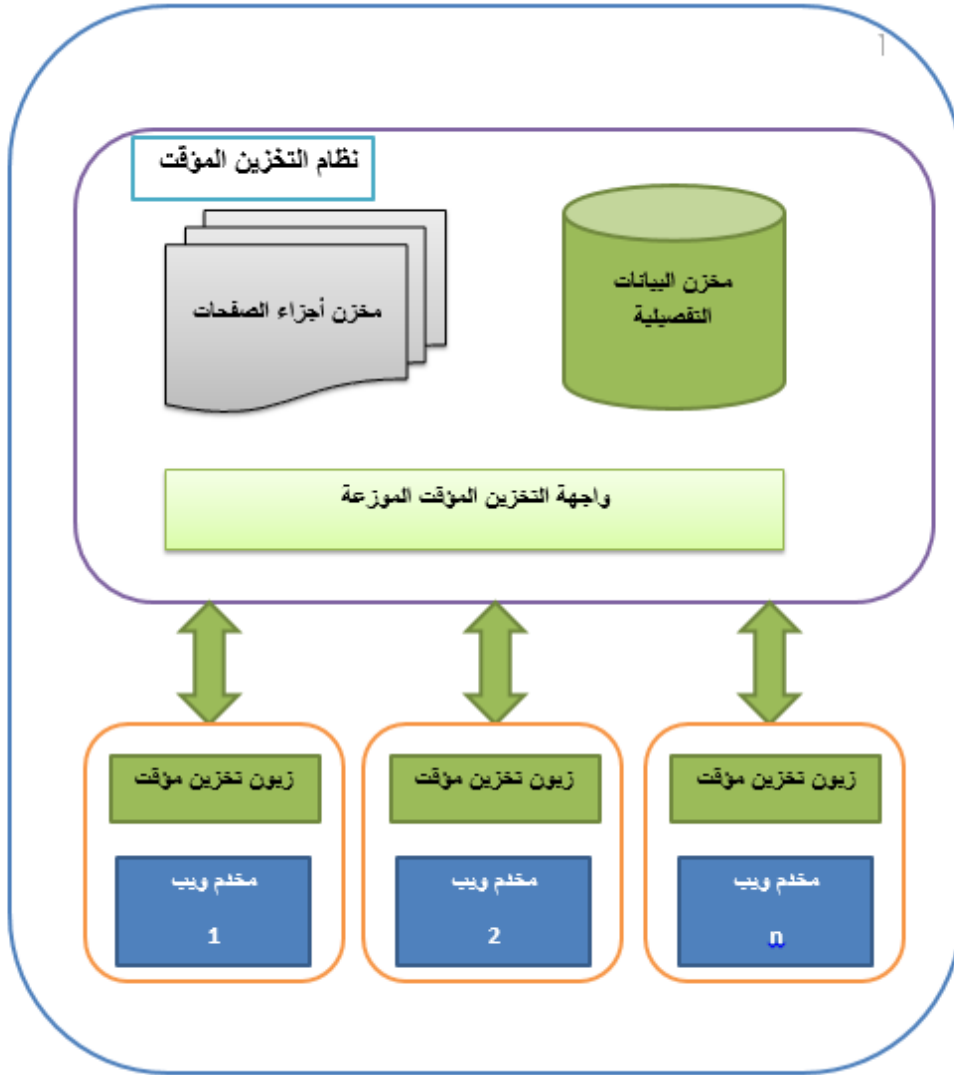 نظام التخزين المؤقت
مخزن البيانات
التفصيلية
مخزن أجزاء الصفحات
واجهة التخزين المؤقت الموزعة
زبون تخزين مؤقت
زبون تخزين مؤقت
زبون تخزين مؤقت
مخدم ويب
1
مخدم ويب
2
مخدم ويب
n